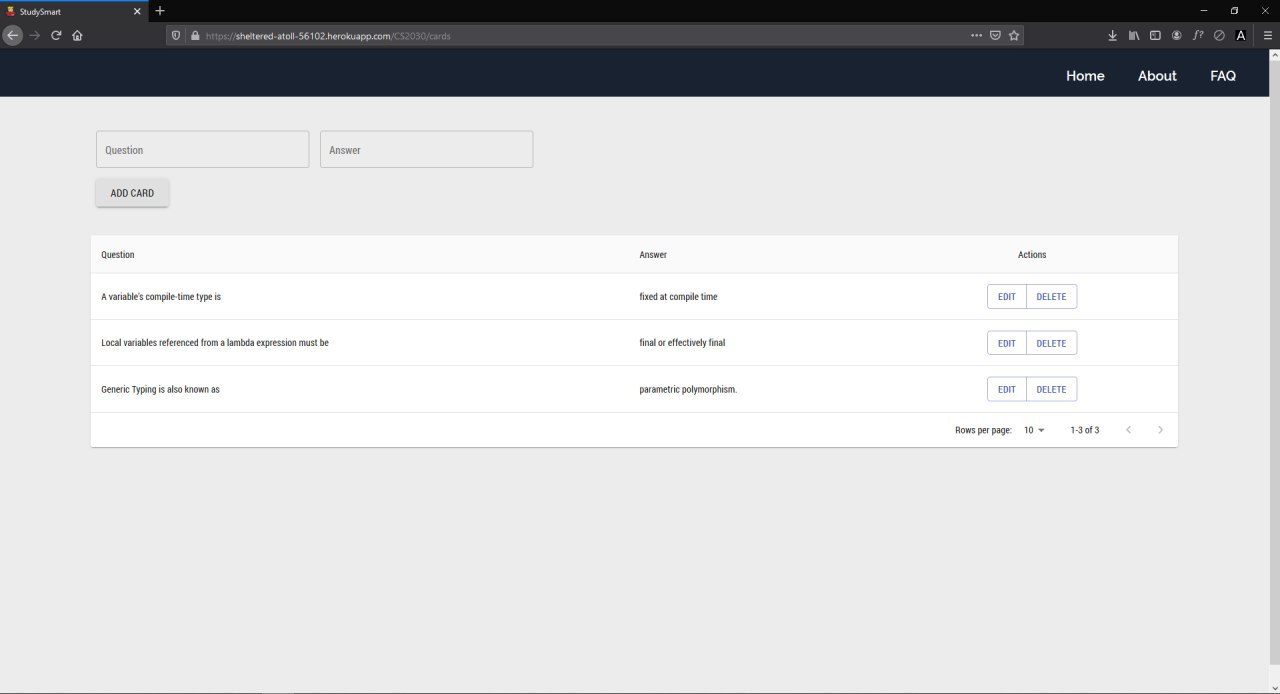 StudySmart
https://sheltered-atoll-56102.herokuapp.com/CS2030/cards
Home About FAQ
Question Answer
ADD CARD
Question Answer Actions
A variable's compile-time type is fixed at compile time EDIT DELETE
Local variables referenced from a lambda expression must be final or effectively final EDIT DELETE
Generic Typing is also known as parametric polymorphism. EDIT DELETE
Rows per page: 10 1-3 of 3